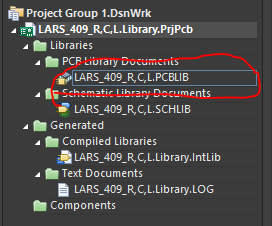 Project Group 1.DsnWrk
LARS_409_R,C,L.Library.PrjPcb
Libraries
PCB Library Documents
LARS_409_R,C,L.PCBLIB
Schematic Library Documents
LARS_409_R,C,L.SCHLIB
Generated
Compiled Libraries
LARS_409_R,C,L.Library.IntLib
Text Documents
LARS_409_R,C,L.Library.LOG
Components